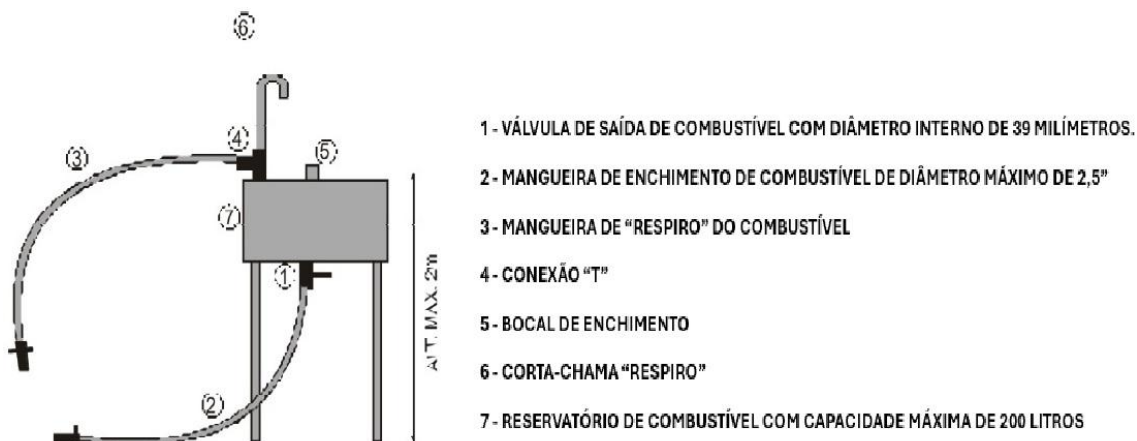 6
4
3
5
7
1
2
ALT. MAX. 2m
1 - VÁLVULA DE SAÍDA DE COMBUSTÍVEL COM DIÂMETRO INTERNO DE 39 MILÍMETROS.
2 - MANGUEIRA DE ENCHIMENTO DE COMBUSTÍVEL DE DIÂMETRO MÁXIMO DE 2,5”
3 - MANGUEIRA DE “RESPIRO” DO COMBUSTÍVEL
4 - CONEXÃO “T”
5 - BOCAL DE ENCHIMENTO
6 - CORTA-CHAMA “RESPIRO”
7 - RESERVATÓRIO DE COMBUSTÍVEL COM CAPACIDADE MÁXIMA DE 200 LITROS